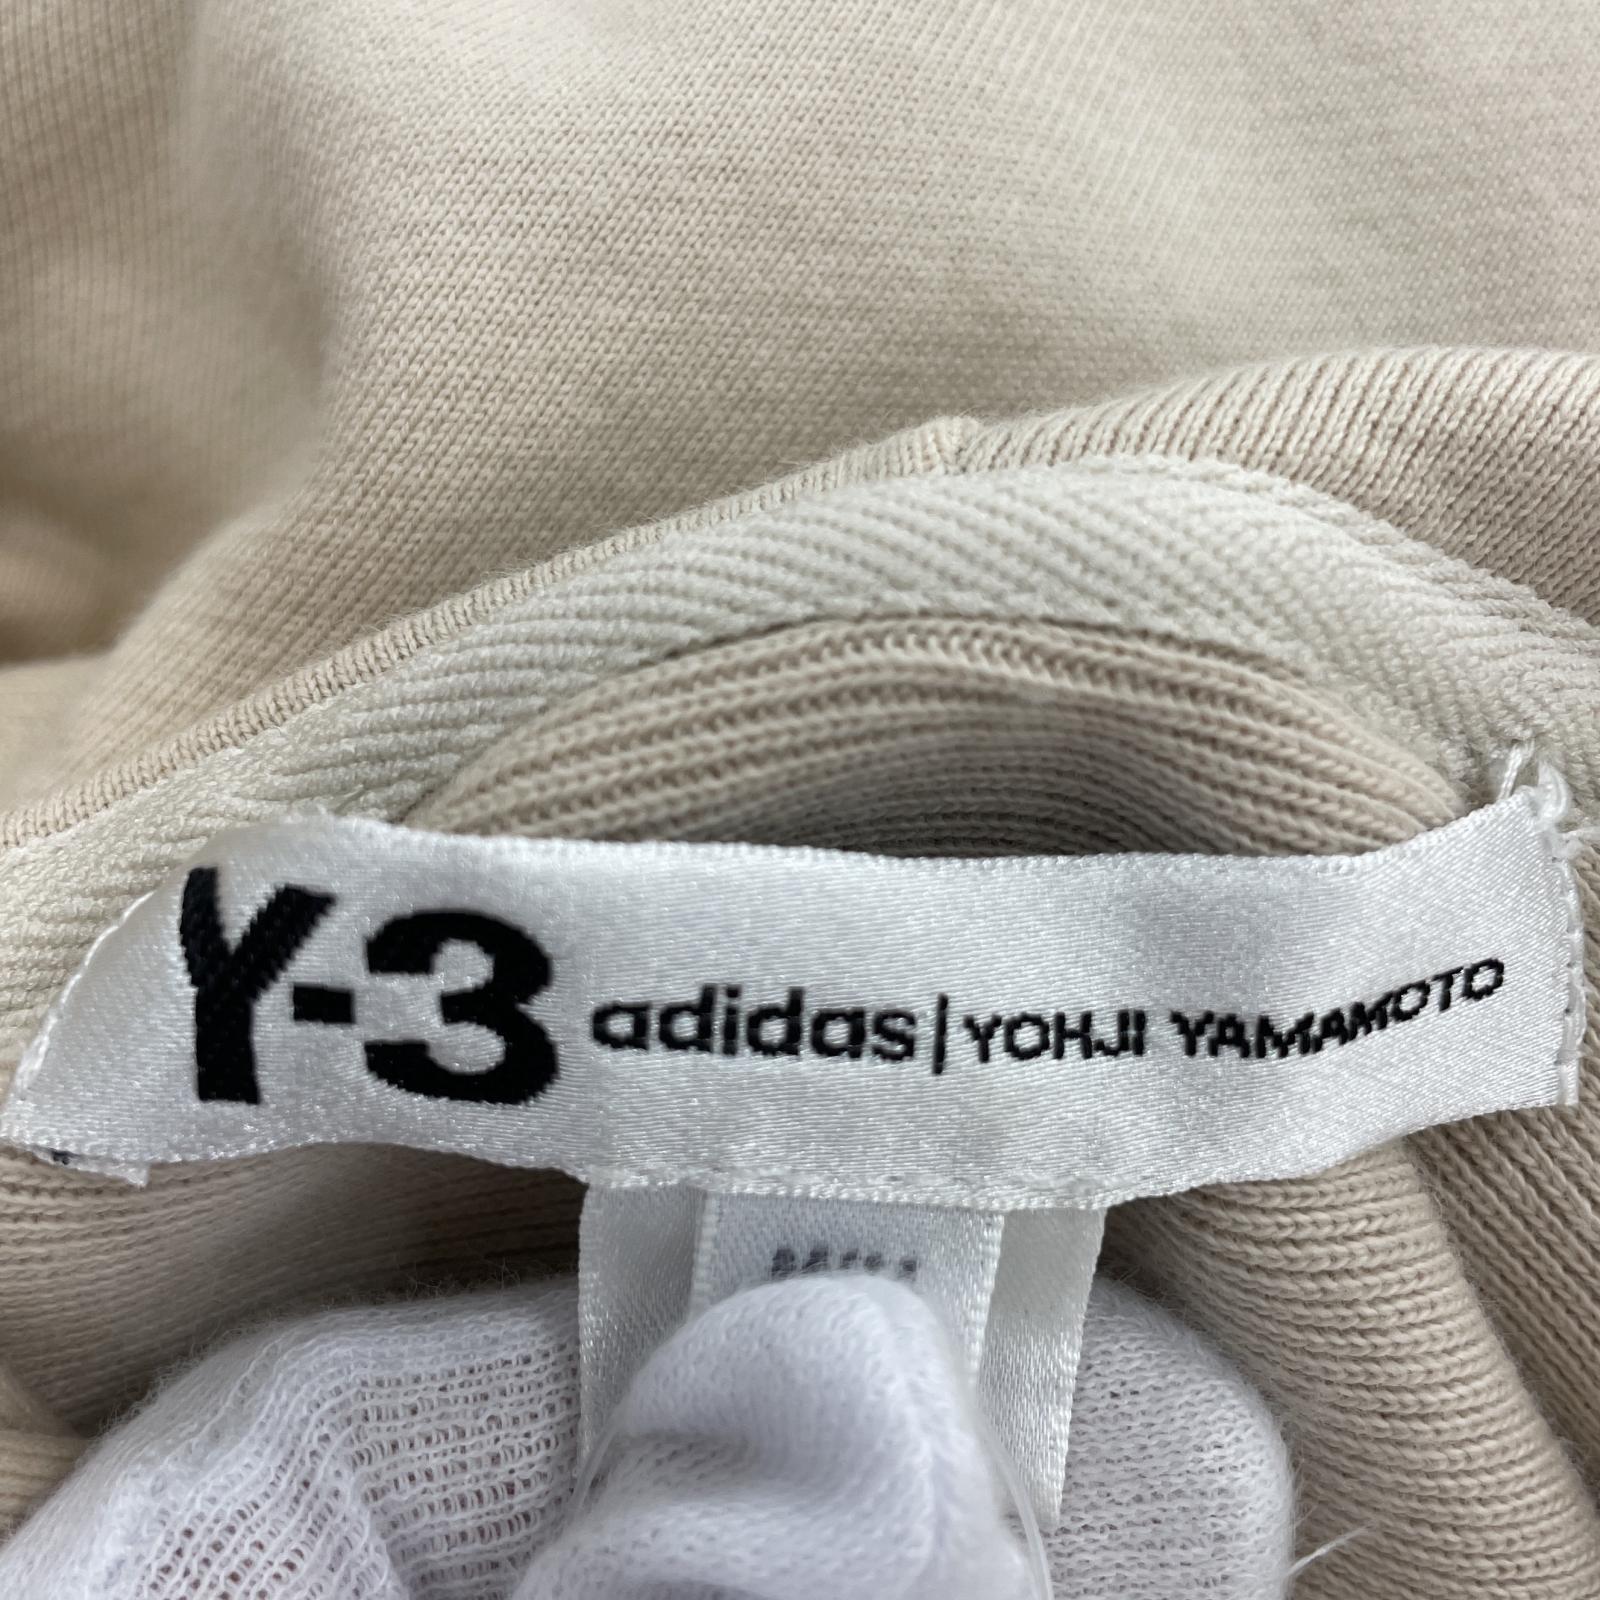 Y-3 adidas | YOHJI YAMAMOTO